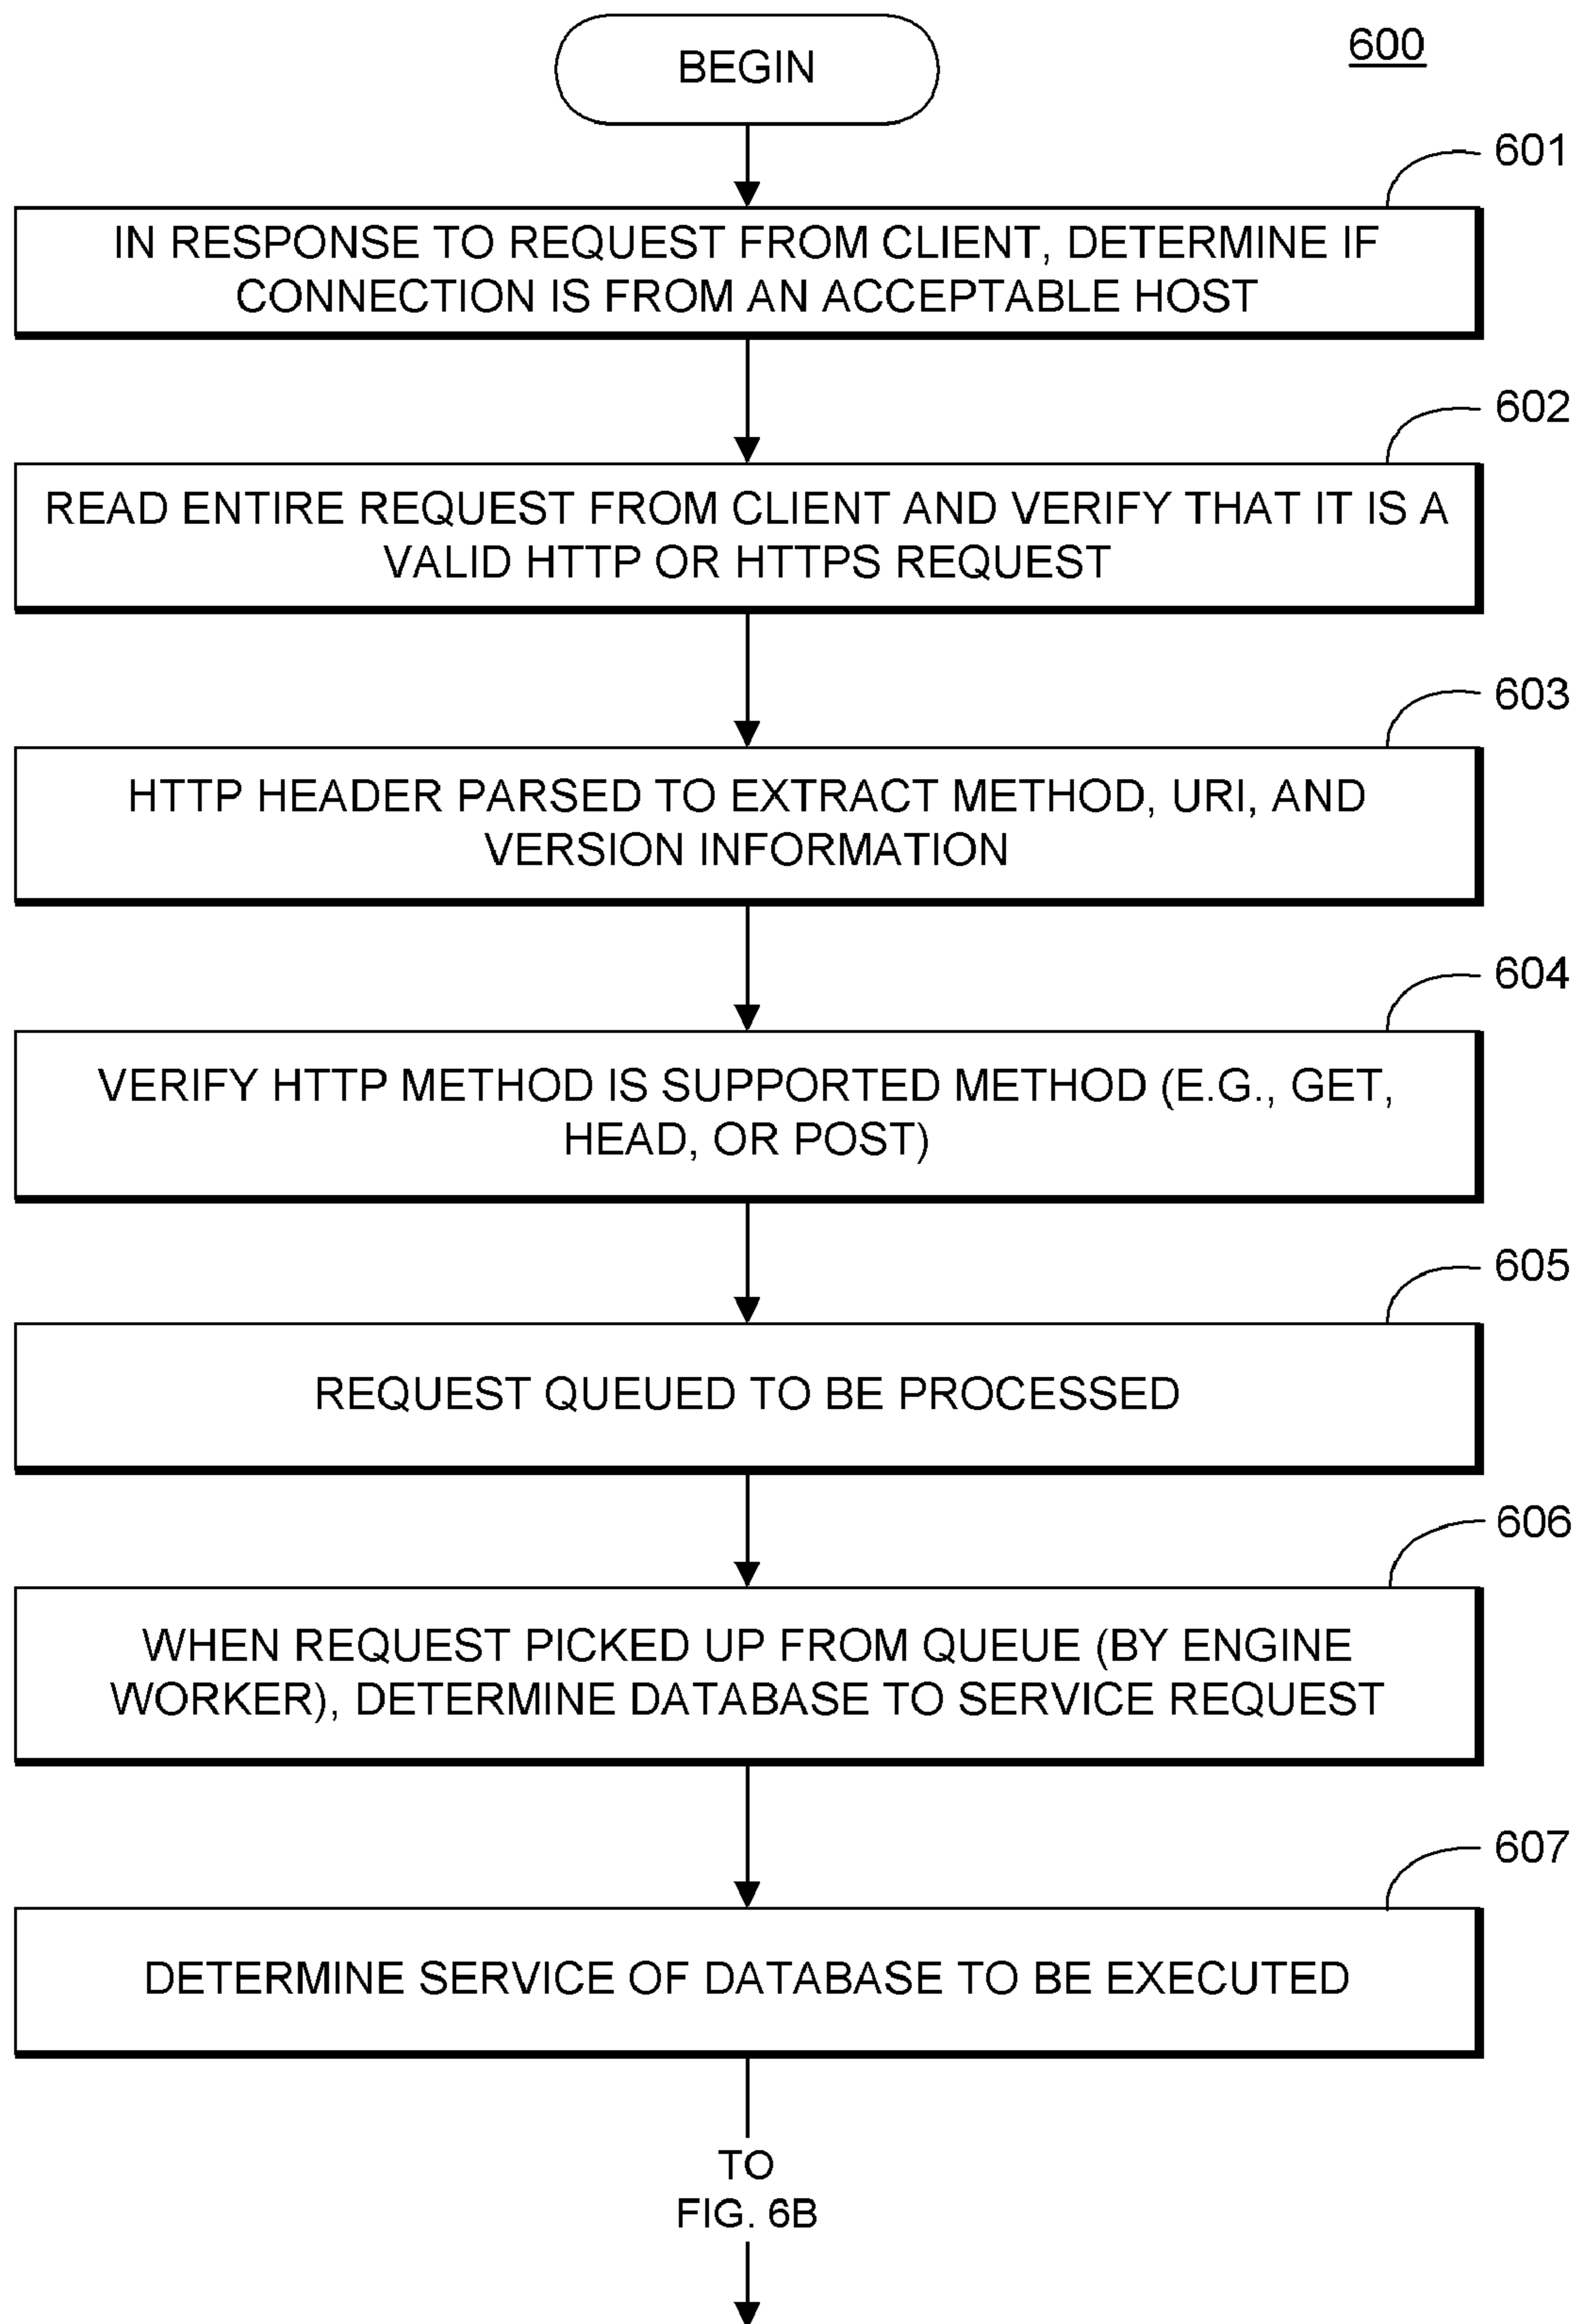 600
BEGIN
601
IN RESPONSE TO REQUEST FROM CLIENT, DETERMINE IF
CONNECTION IS FROM AN ACCEPTABLE HOST
602
READ ENTIRE REQUEST FROM CLIENT AND VERIFY THAT IT IS A
VALID HTTP OR HTTPS REQUEST
603
HTTP HEADER PARSED TO EXTRACT METHOD, URI, AND
VERSION INFORMATION
604
VERIFY HTTP METHOD IS SUPPORTED METHOD (E.G., GET,
HEAD, OR POST)
605
REQUEST QUEUED TO BE PROCESSED
606
WHEN REQUEST PICKED UP FROM QUEUE (BY ENGINE
WORKER), DETERMINE DATABASE TO SERVICE REQUEST
607
DETERMINE SERVICE OF DATABASE TO BE EXECUTED
TO
FIG. 6B